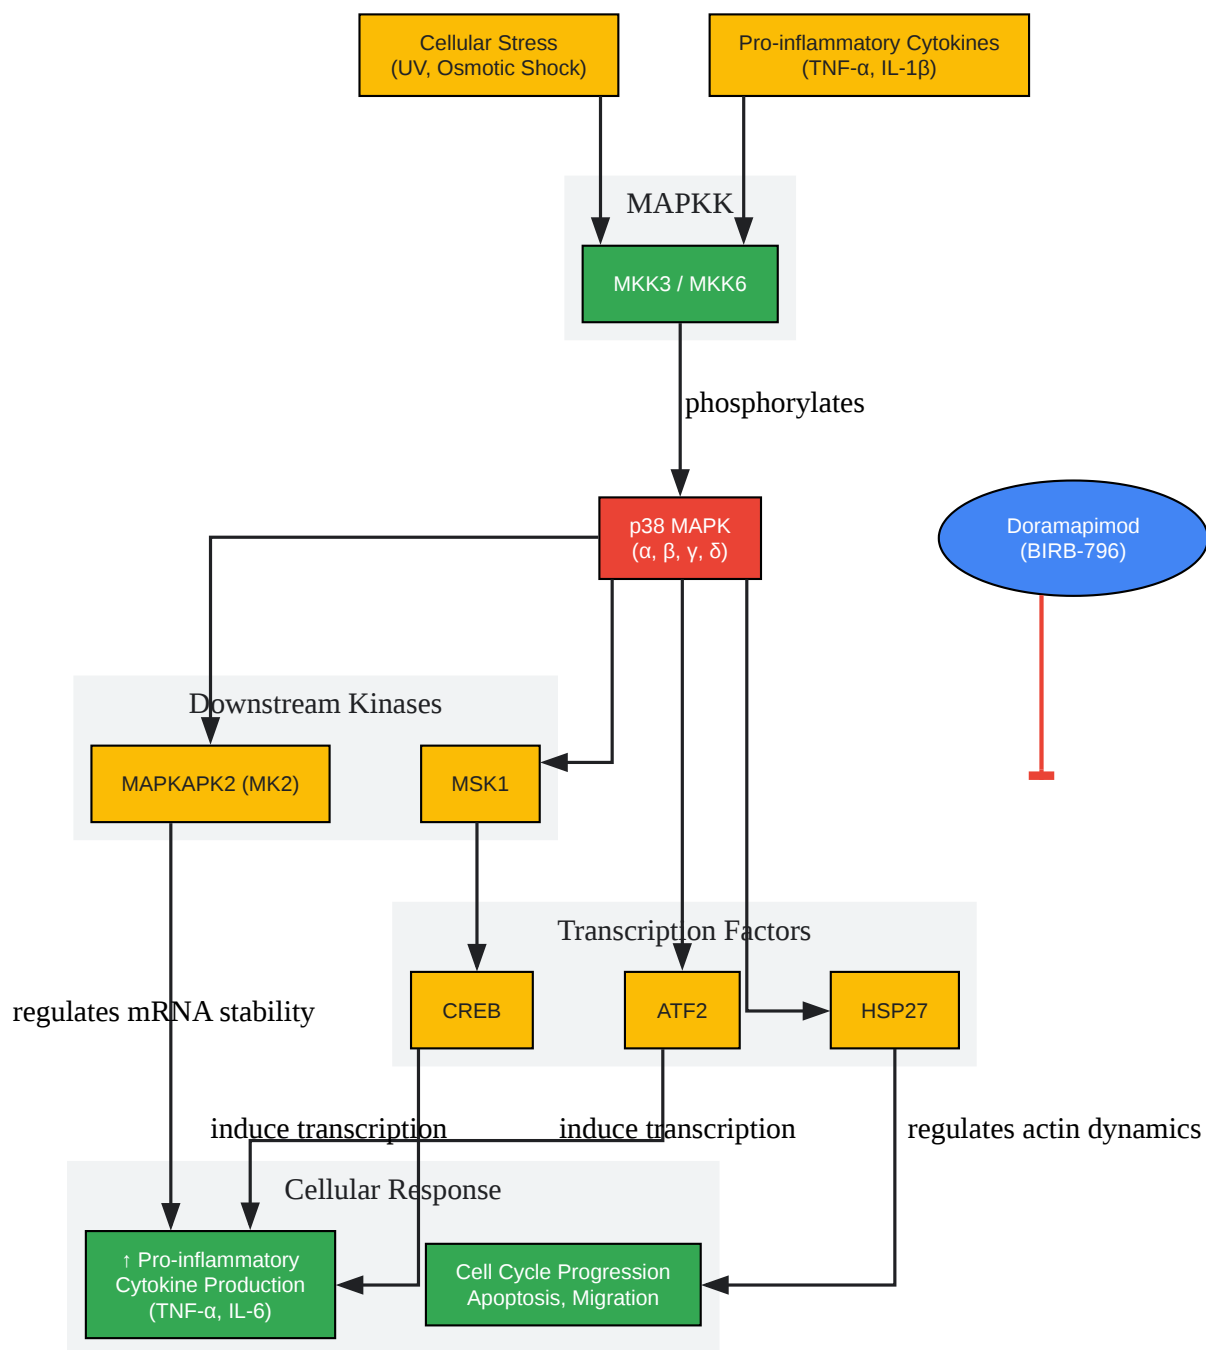 Cellular Stress
(UV, Osmotic Shock)
Pro-inflammatory Cytokines
(TNF-α, IL-1β)
MAPKK
MKK3 / MKK6
phosphorylates
p38 MAPK
(α, β, γ, δ)
Doramapimod
(BIRB-796)
Downstream Kinases
MAPKAPK2 (MK2)
MSK1
Transcription Factors
CREB
ATF2
HSP27
regulates mRNA stability
induce transcription
induce transcription
regulates actin dynamics
Cellular Response
↑ Pro-inflammatory
Cytokine Production
(TNF-α, IL-6)
Cell Cycle Progression
Apoptosis, Migration